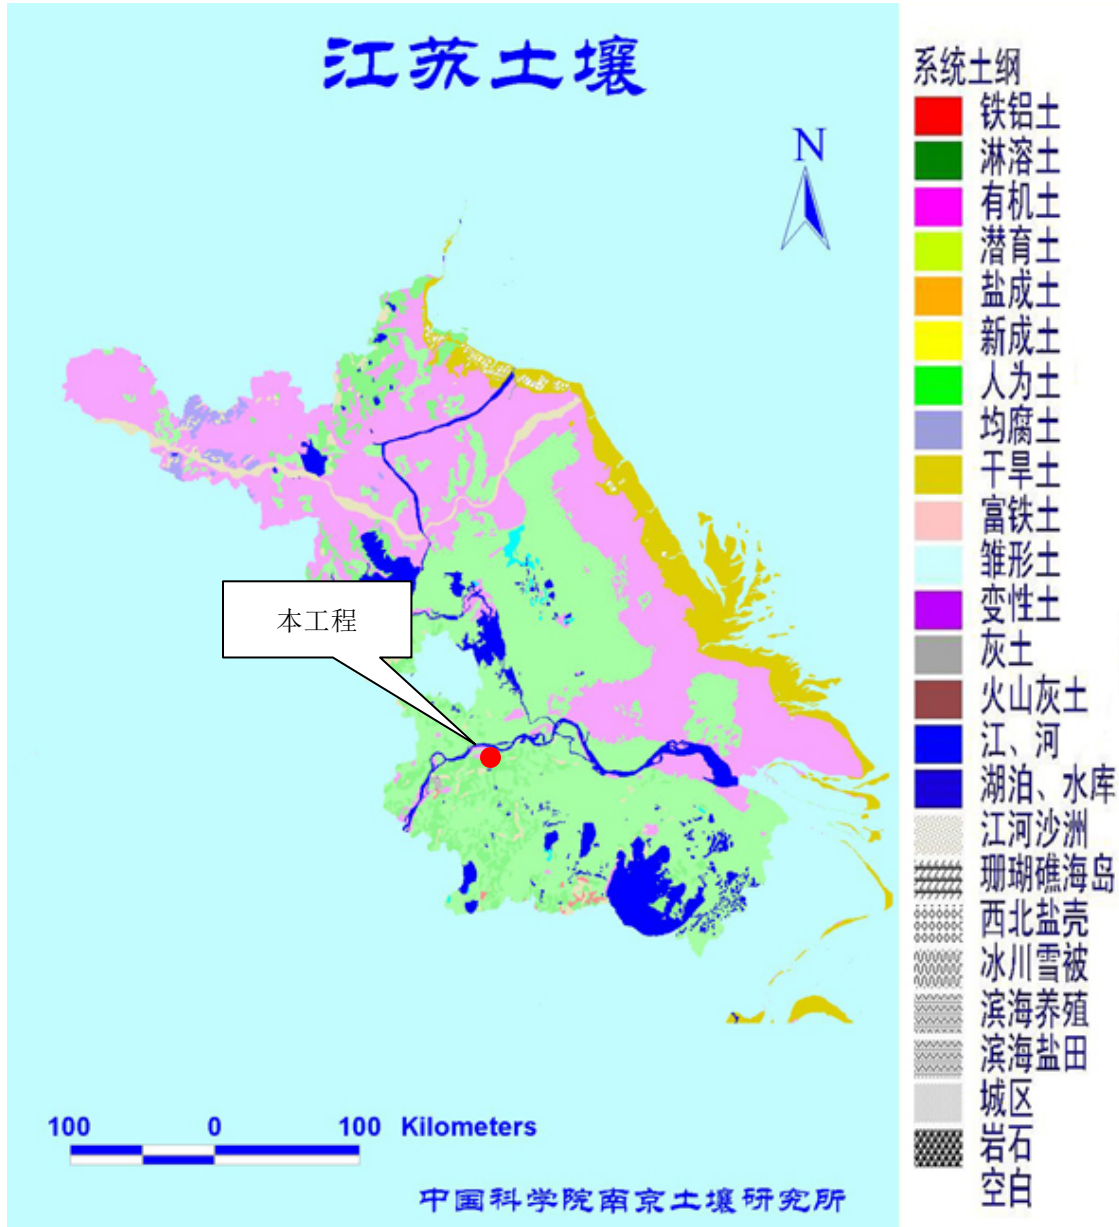 江苏土壤
N
本工程
100 0 100 Kilometers
中国科学院南京土壤研究所
系统土纲
铁铝土
淋溶土
有机土
潜育土
盐成土
新成土
人为土
均腐土
干旱土
富铁土
雏形土
变性土
灰土
火山灰土
江、河
湖泊、水库
江河沙洲
珊瑚礁海岛
西北盐壳
冰川雪被
滨海养殖
滨海盐田
城区
岩石
空白